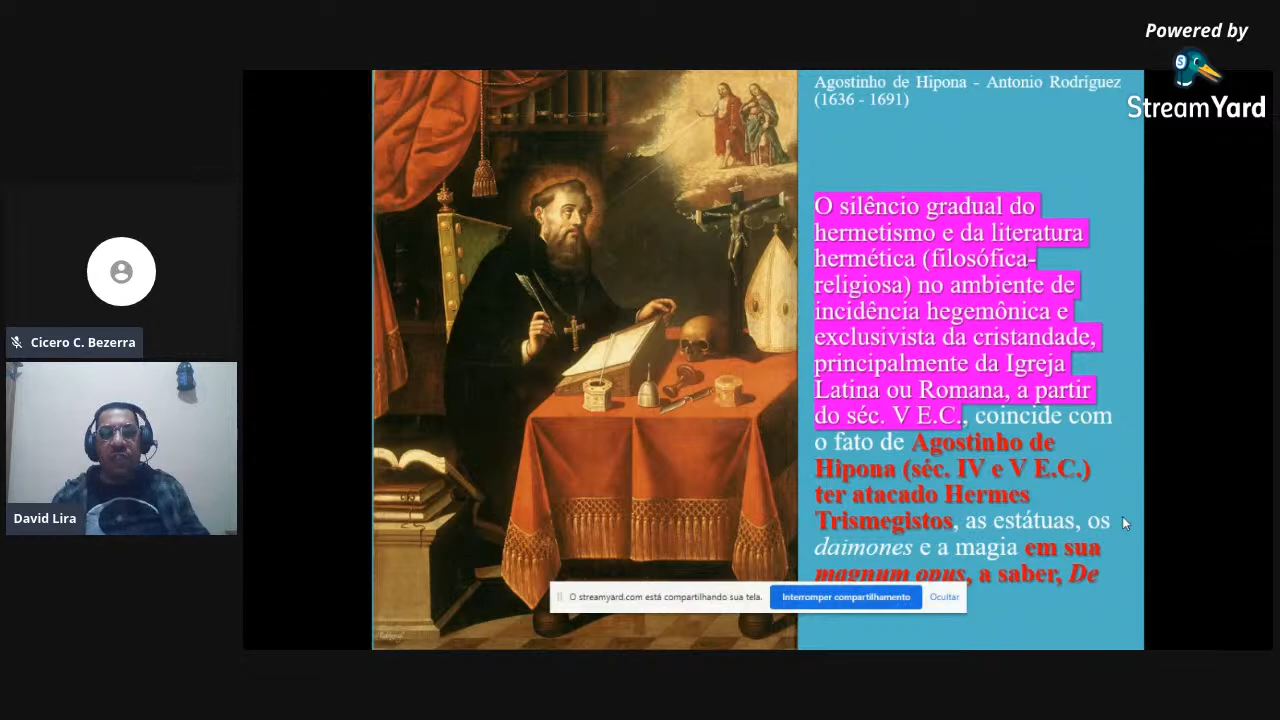 Powered by
StreamYard
Agostinho de Hipona - Antonio Rodríguez
(1636 - 1691)
O silêncio gradual do
hermetismo e da literatura
hermética (filosófica-
religiosa) no ambiente de
incidência hegemônica e
exclusivista da cristandade,
principalmente da Igreja
Latina ou Romana, a partir
do séc. V E.C., coincide com
o fato de Agostinho de
Hipona (séc. IV e V E.C.)
ter atacado Hermes
Trismegistos, as estátuas, os
daimones e a magia em sua
magnum opus, a saber, De
O streamyard.com está compartilhando sua tela.
Interromper compartilhamento
Ocultar
Cicero C. Bezerra
David Lira